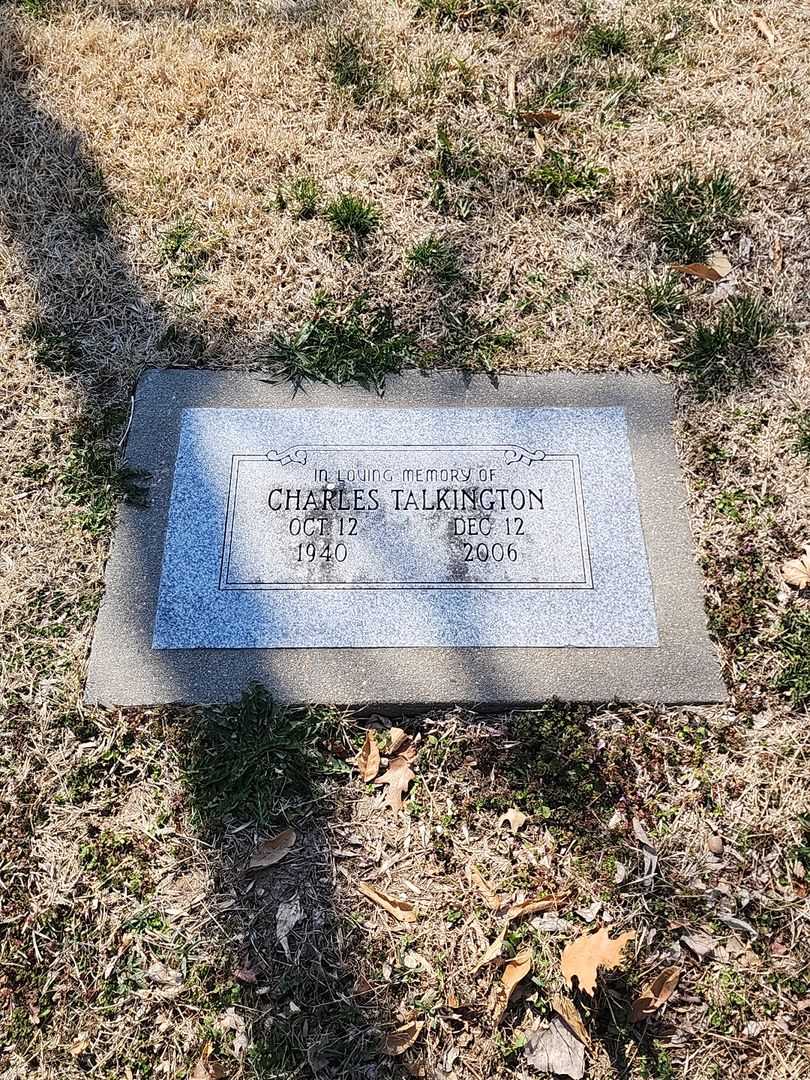 IN LOVING MEMORY OF
CHARLES TALKINGTON
OCT 12 DEC 12
1940 2006